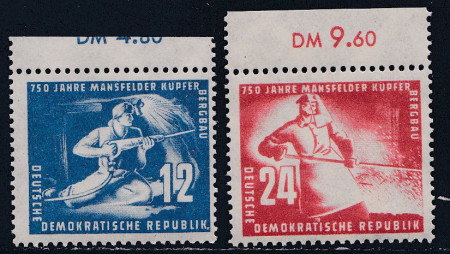 DM 4.80
750 JAHRE MANSFELDER KUPFER
BERGBAU
DEUTSCHE
12
DEMOKRATISCHE REPUBLIK
DM 9.60
750 JAHRE MANSFELDER KUPFER
BERGBAU
DEUTSCHE
24
DEMOKRATISCHE REPUBLIK